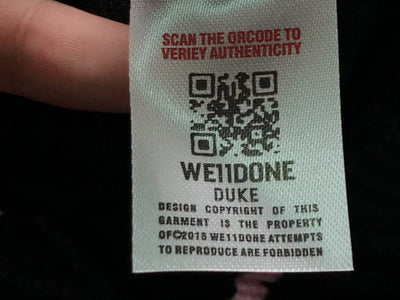 SCAN THE QRCODE TO
VERIEY AUTHENTICITY
WE11DONE
DUKE
DESIGN COPYRIGHT OF THIS
GARMENT IS THE PROPERTY
OF©2015 WE11DONE ATTEMPTS
TO REPRODUCE ARE FORBIDDEN